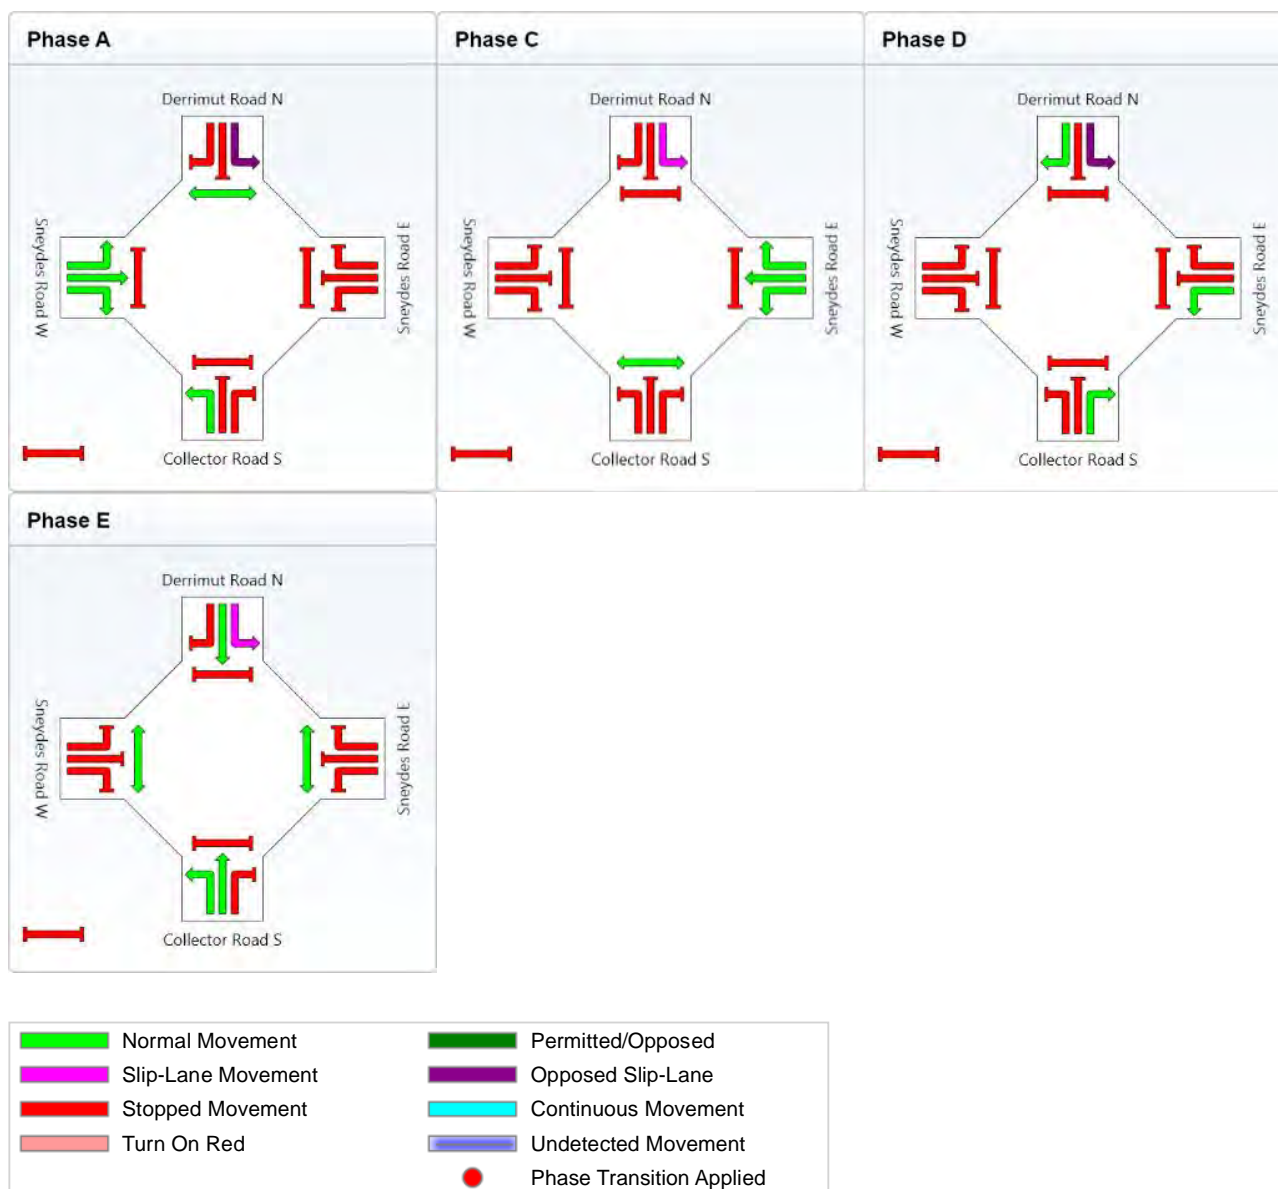 Phase A
Phase C
Phase D
Derrimut Road N
Derrimut Road N
Derrimut Road N
Sneydes Road W
Sneydes Road E
Sneydes Road W
Sneydes Road E
Sneydes Road W
Sneydes Road E
Collector Road S
Collector Road S
Collector Road S
Phase E
Derrimut Road N
Sneydes Road W
Sneydes Road E
Collector Road S
Normal Movement
Permitted/Opposed
Slip-Lane Movement
Opposed Slip-Lane
Stopped Movement
Continuous Movement
Turn On Red
Undetected Movement
Phase Transition Applied